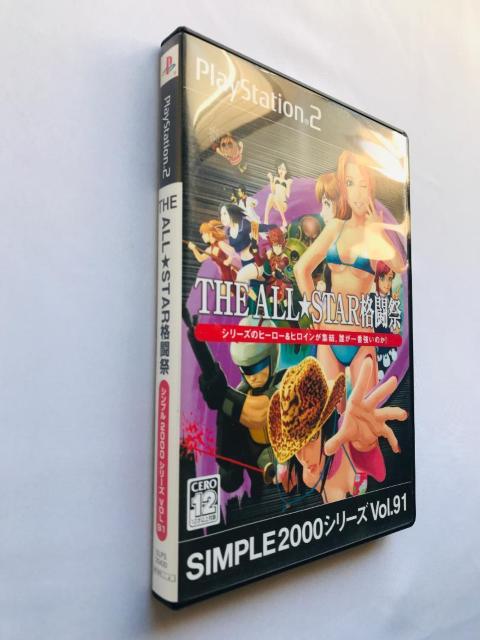 PlayStation.2
THE ALL★STAR格闘祭
シンプル2000シリーズ VOL.91
SLPS
PlayStation.2
THE ALL★STAR格闘祭
シリーズのヒーロー&ヒロインが集結。誰が一番強いのか!
CERO
12
SIMPLE2000シリーズ Vol.91